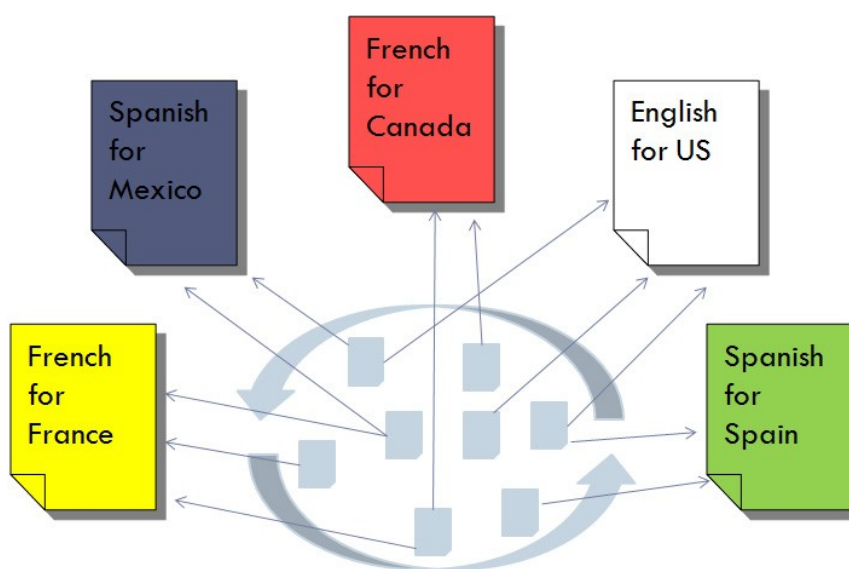 French
for
Canada
Spanish
for
Mexico
English
for US
French
for
France
Spanish
for
Spain